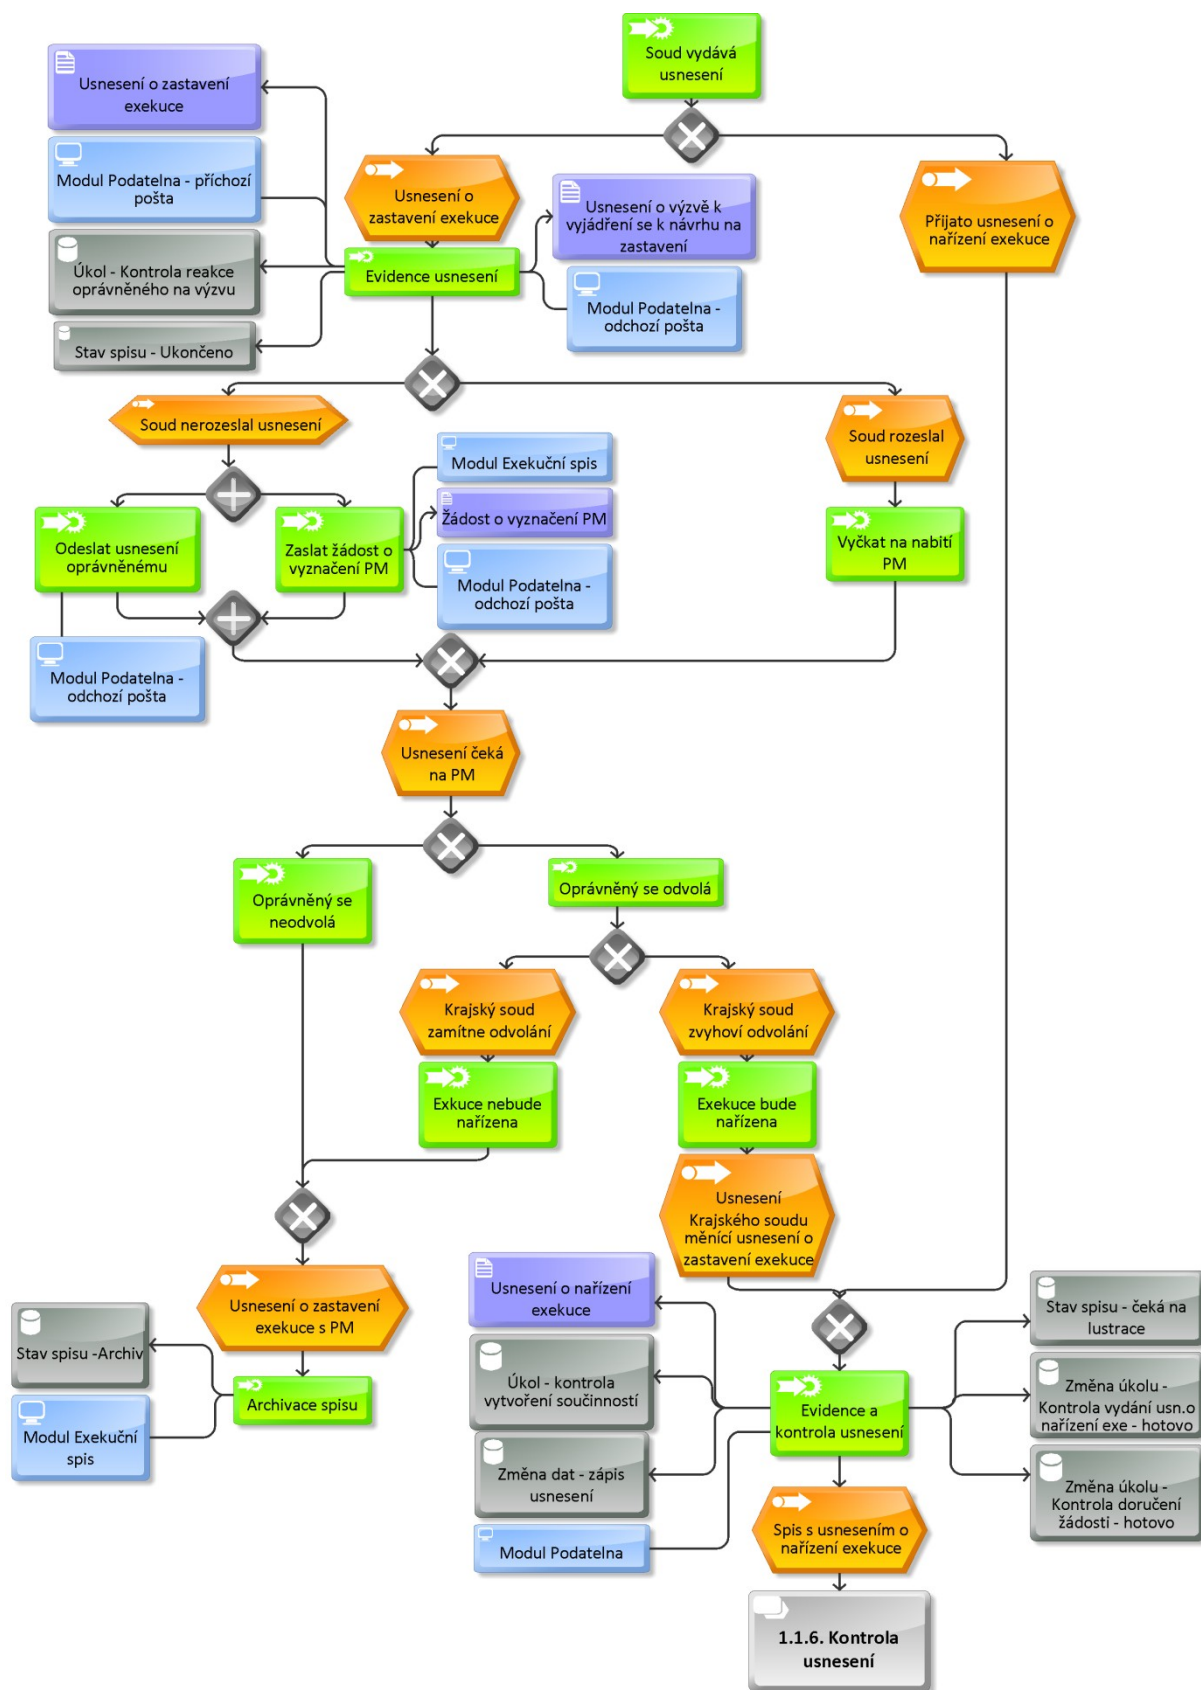 Soud vydává
usnesení
Usnesení o zastavení
exekuce
Modul Podatelna - příchozí
pošta
Usnesení o
zastavení exekuce
Usnesení o výzvě k
vyjádření se k návrhu na
zastavení
Přijato usnesení o
nařízení exekuce
Úkol - Kontrola reakce
oprávněného na výzvu
Evidence usnesení
Modul Podatelna -
odchozí pošta
Stav spisu - Ukončeno
Soud nerozeslal usnesení
Soud rozeslal
usnesení
Modul Exekuční spis
Žádost o vyznačení PM
Odeslat usnesení
oprávněnému
Zaslat žádost o
vyznačení PM
Vyčkat na nabití
PM
Modul Podatelna -
odchozí pošta
Modul Podatelna -
odchozí pošta
Usnesení čeká
na PM
Oprávněný se
neodvolá
Oprávněný se odvolá
Krajský soud
zamítne odvolání
Krajský soud
zvyhoví odvolání
Exkuce nebude
nařízena
Exekuce bude
nařízena
Usnesení
Krajského soudu
měnící usnesení o
zastavení exekuce
Usnesení o zastavení
exekuce s PM
Usnesení o nařízení
exekuce
Stav spisu - čeká na
lustrace
Stav spisu -Archiv
Archivace spisu
Úkol - kontrola
vytvoření součinností
Evidence a
kontrola usnesení
Změna úkolu -
Kontrola vydání usn.o
nařízení exe - hotovo
Modul Exekuční
spis
Změna dat - zápis
usnesení
Změna úkolu -
Kontrola doručení
žádosti - hotovo
Modul Podatelna
Spis s usnesením o
nařízení exekuce
1.1.6. Kontrola
usnesení